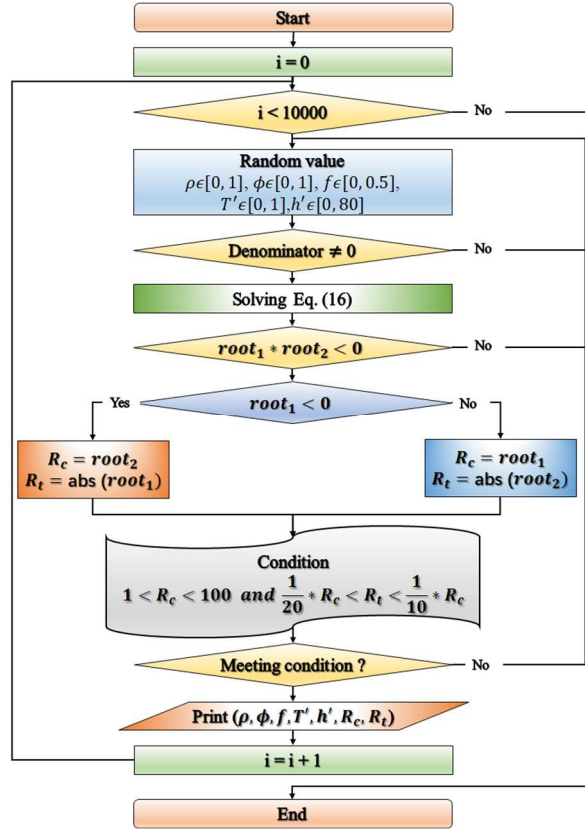 Start
i = 0
i < 10000
No
Random value
ρϵ[0, 1], ϕϵ[0, 1], fϵ[0, 0.5],
T′ϵ[0, 1],h′ϵ[0, 80]
Denominator ≠ 0
No
Solving Eq. (16)
root₁ * root₂ < 0
No
root₁ < 0
Yes
No
R_c = root₂
R_t = abs (root₁)
R_c = root₁
R_t = abs (root₂)
Condition
1 < R_c < 100 and 1/20 * R_c < R_t < 1/10 * R_c
Meeting condition ?
No
Print (ρ, ϕ, f, T′, h′, R_c, R_t)
i = i + 1
End